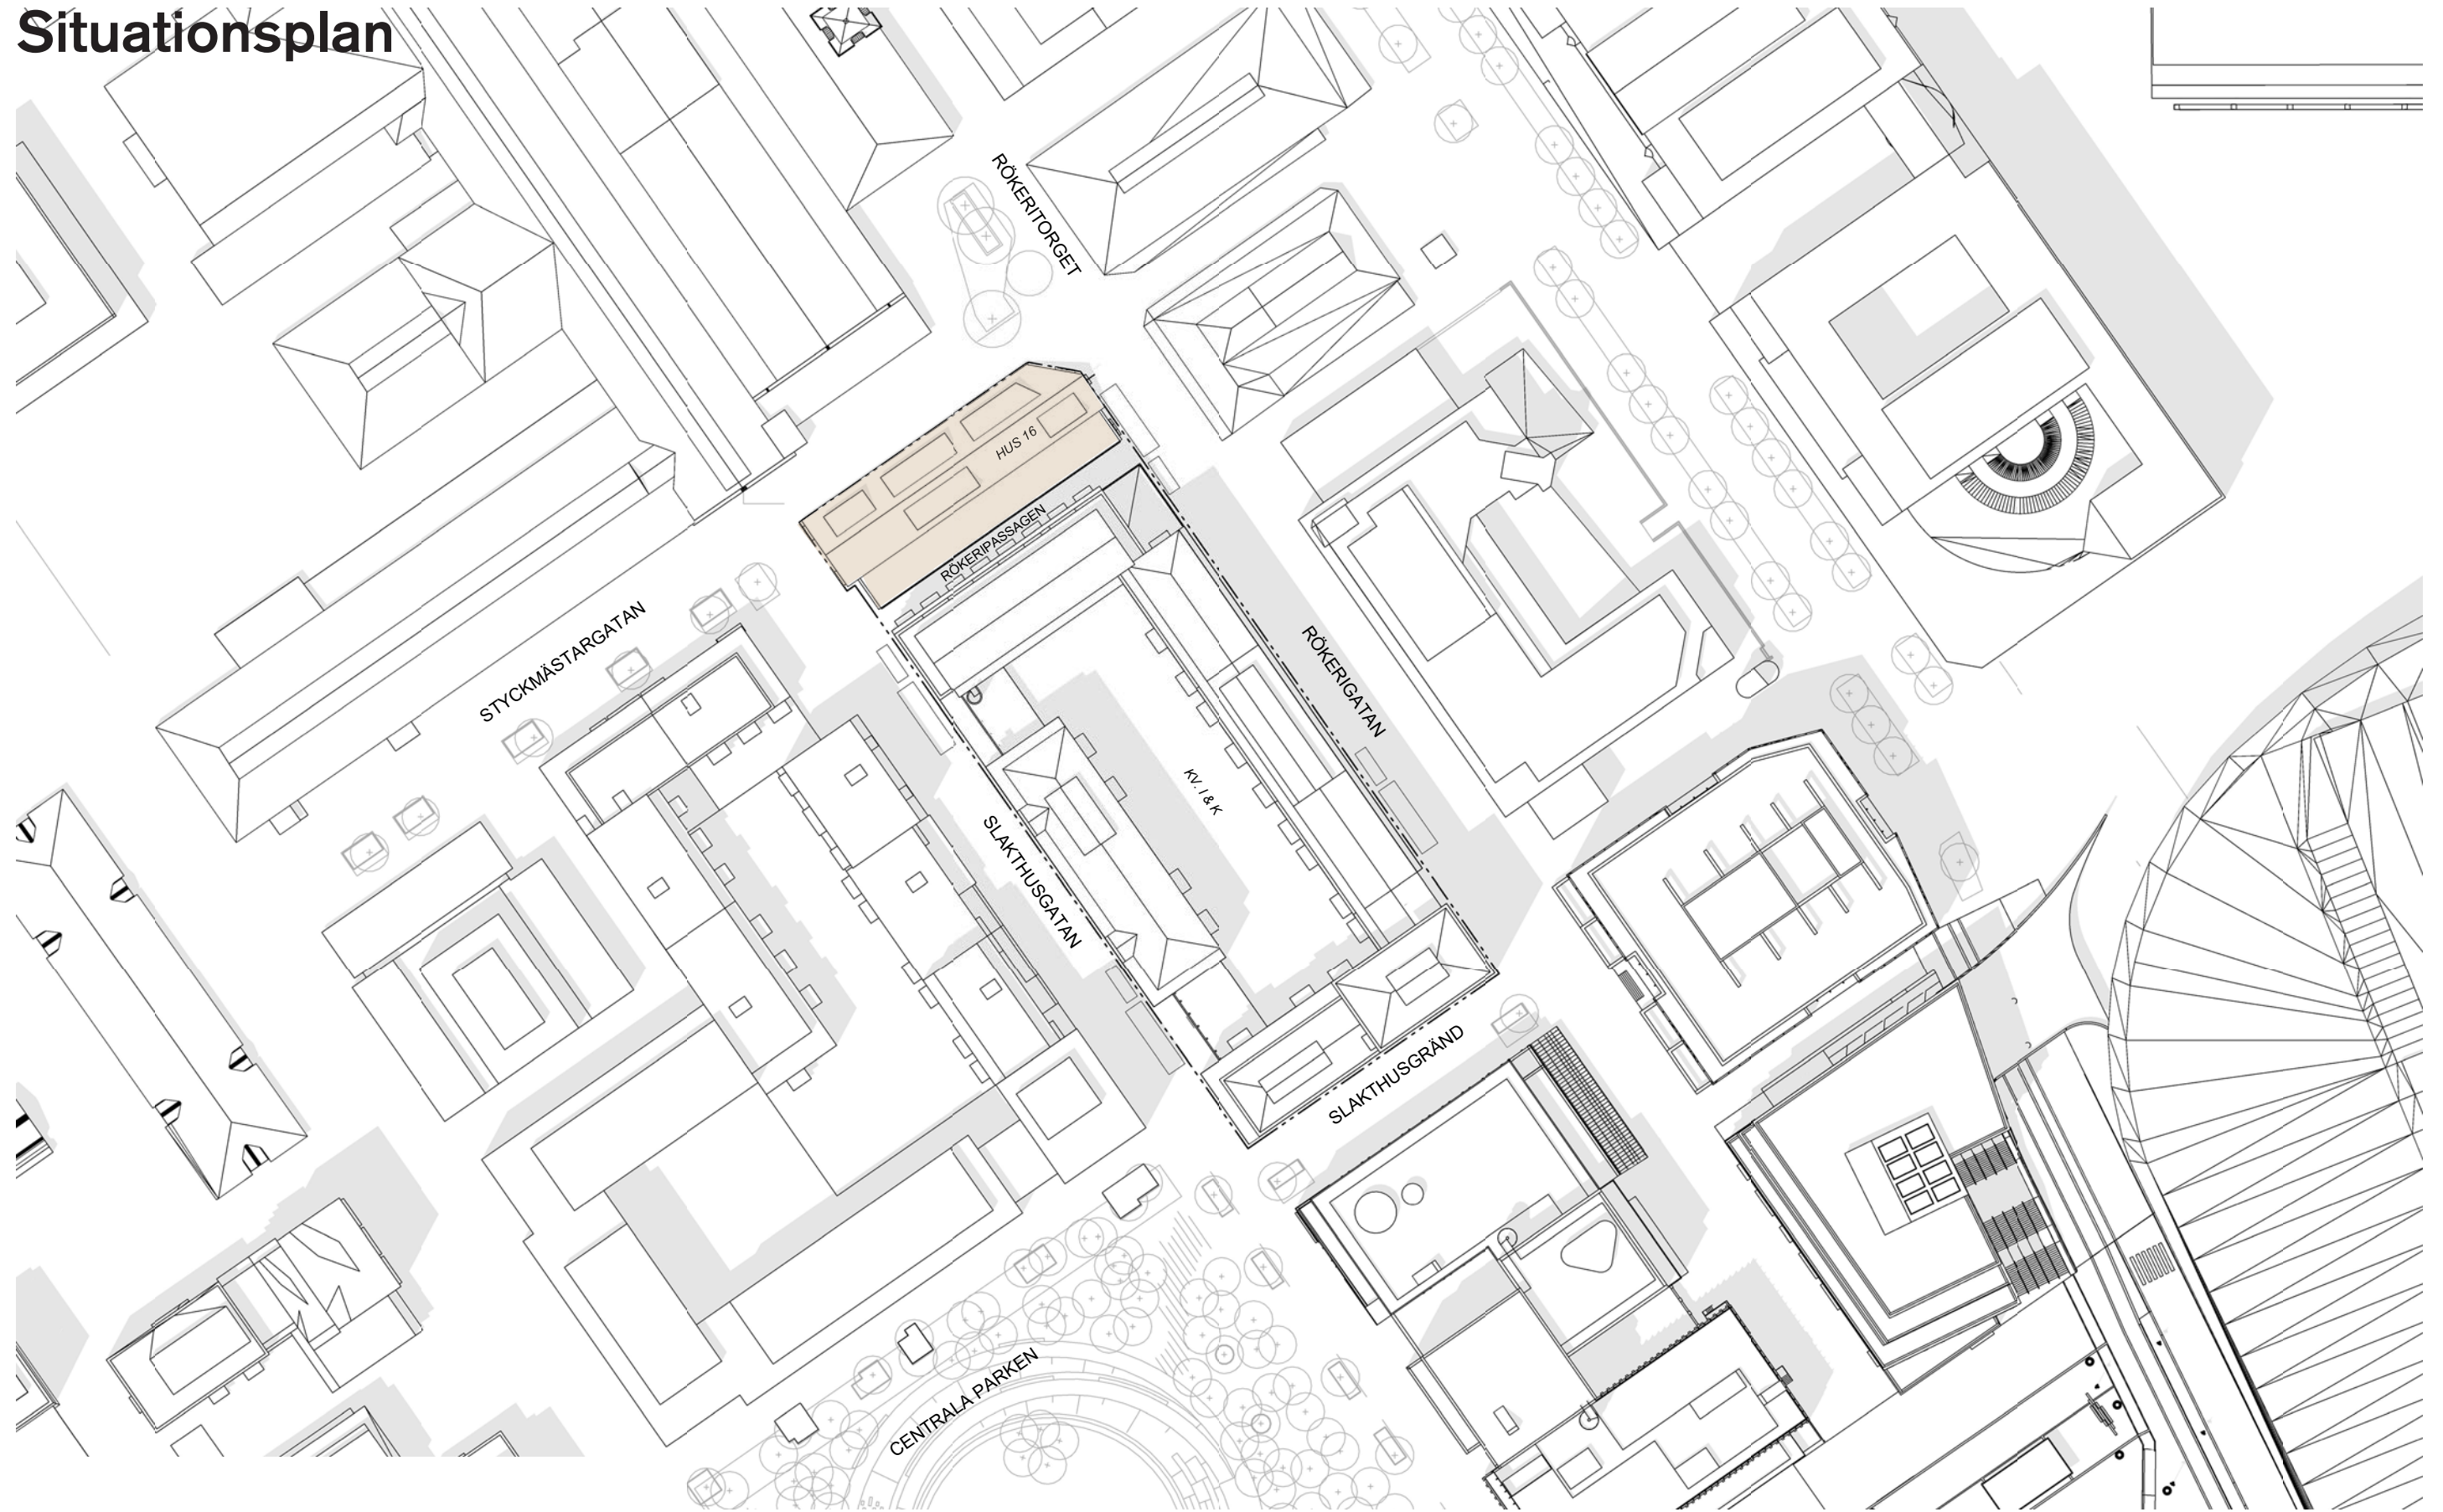 Situationsplan
RÖKERITORGET
HUS 16
RÖKERIPASSAGEN
STYCKMÄSTARGATAN
RÖKERIGATAN
KV. I & K
SLAKTHUSGATAN
SLAKTHUSGRÄND
CENTRALA PARKEN